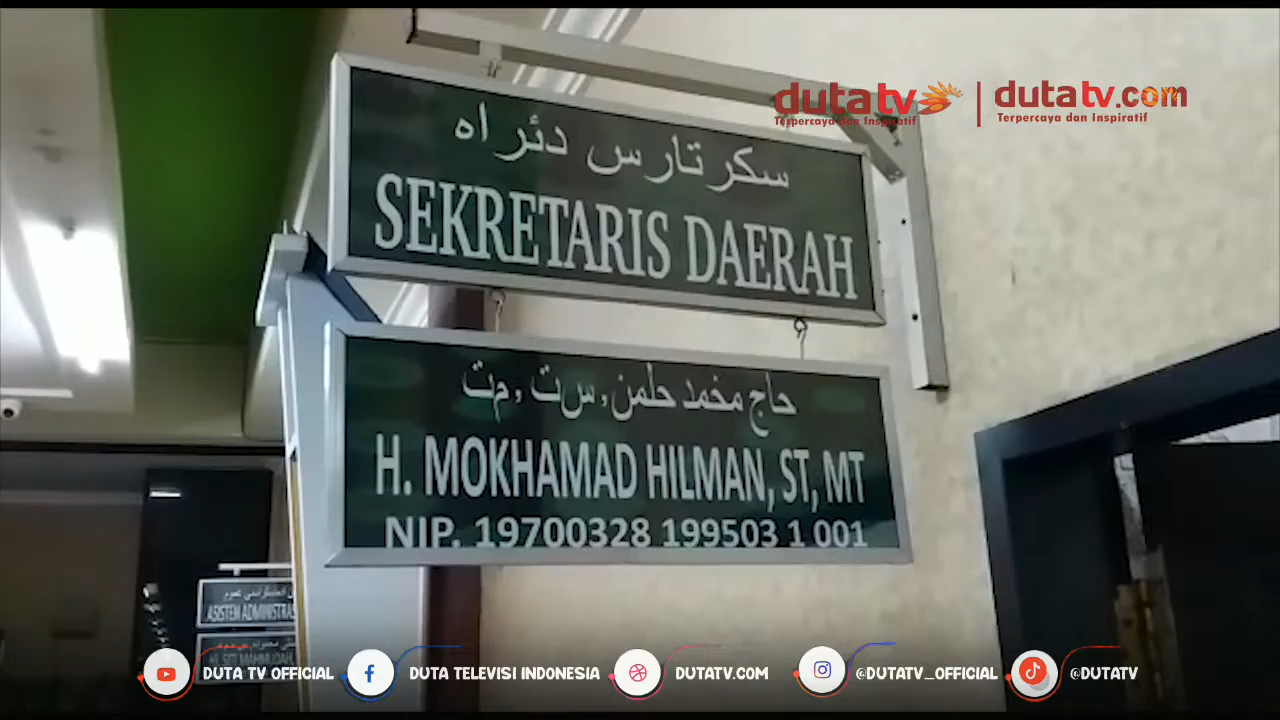 dutatv
Terpercaya dan Inspiratif
dutatv.com
Terpercaya dan Inspiratif
سكرتارس دئراه
SEKRETARIS DAERAH
حاج مخمد حلمن, س ت, م ت
H. MOKHAMAD HILMAN, ST, MT
NIP. 19700328 199503 1 001
ASISTEN ADMINISTRAS
DUTA TV OFFICIAL
DUTA TELEVISI INDONESIA
DUTATV.COM
@DUTATV_OFFICIAL
@DUTATV